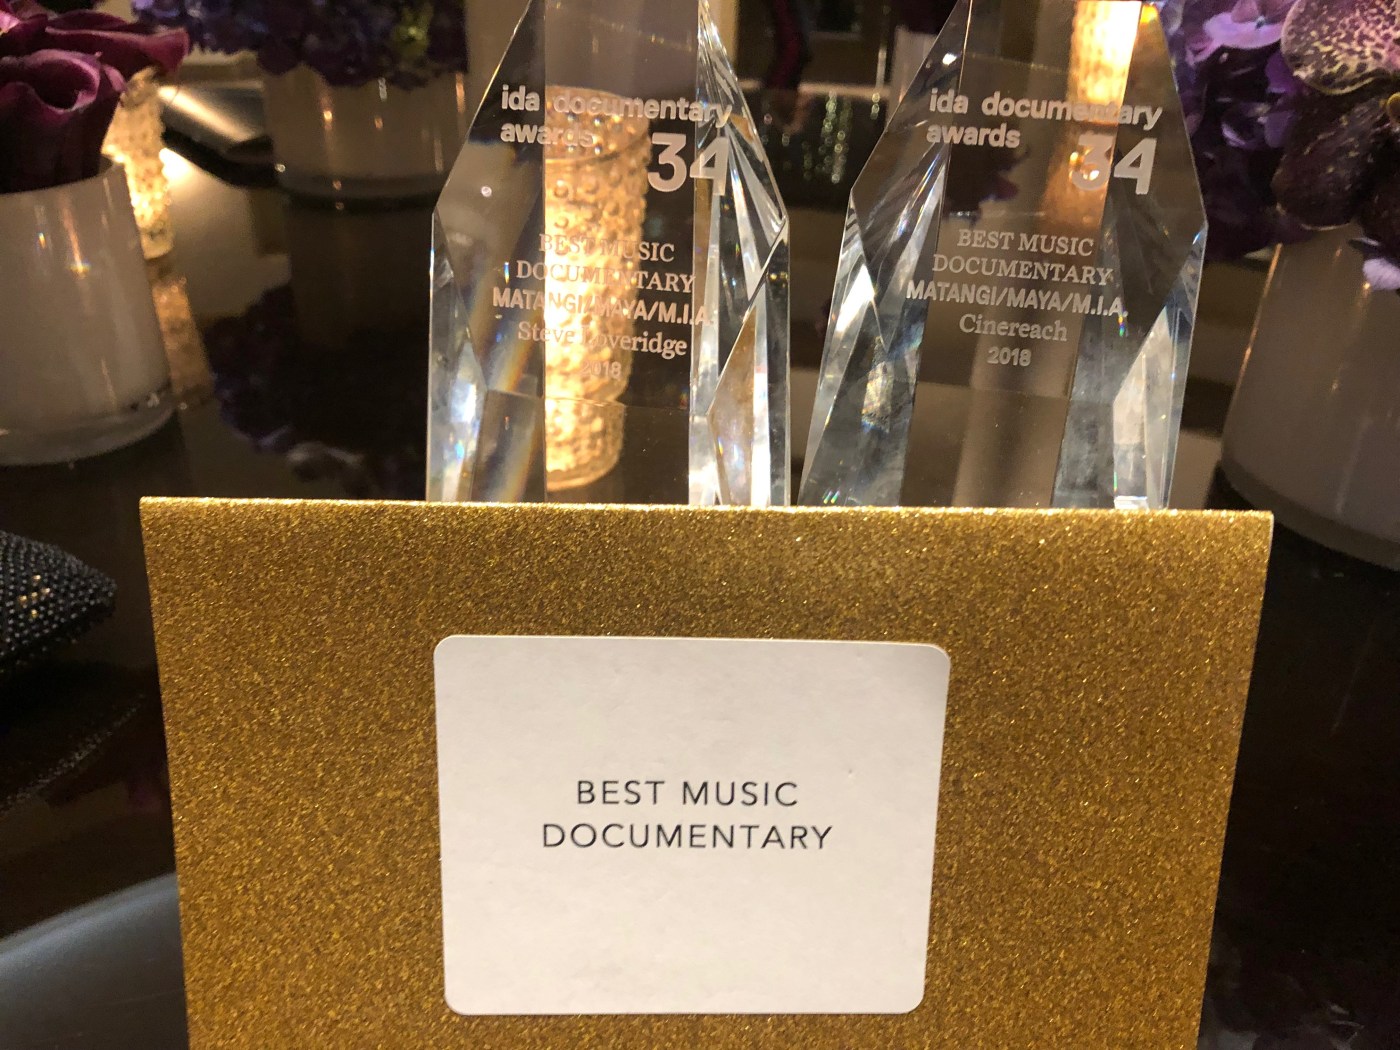 ida documentary
awards
34
BEST MUSIC
DOCUMENTARY
MATANGI/MAYA/M.I.A.
Steve Loveridge
2018
ida documentary
awards
34
BEST MUSIC
DOCUMENTARY
MATANGI/MAYA/M.I.A.
Cinereach
2018
BEST MUSIC
DOCUMENTARY